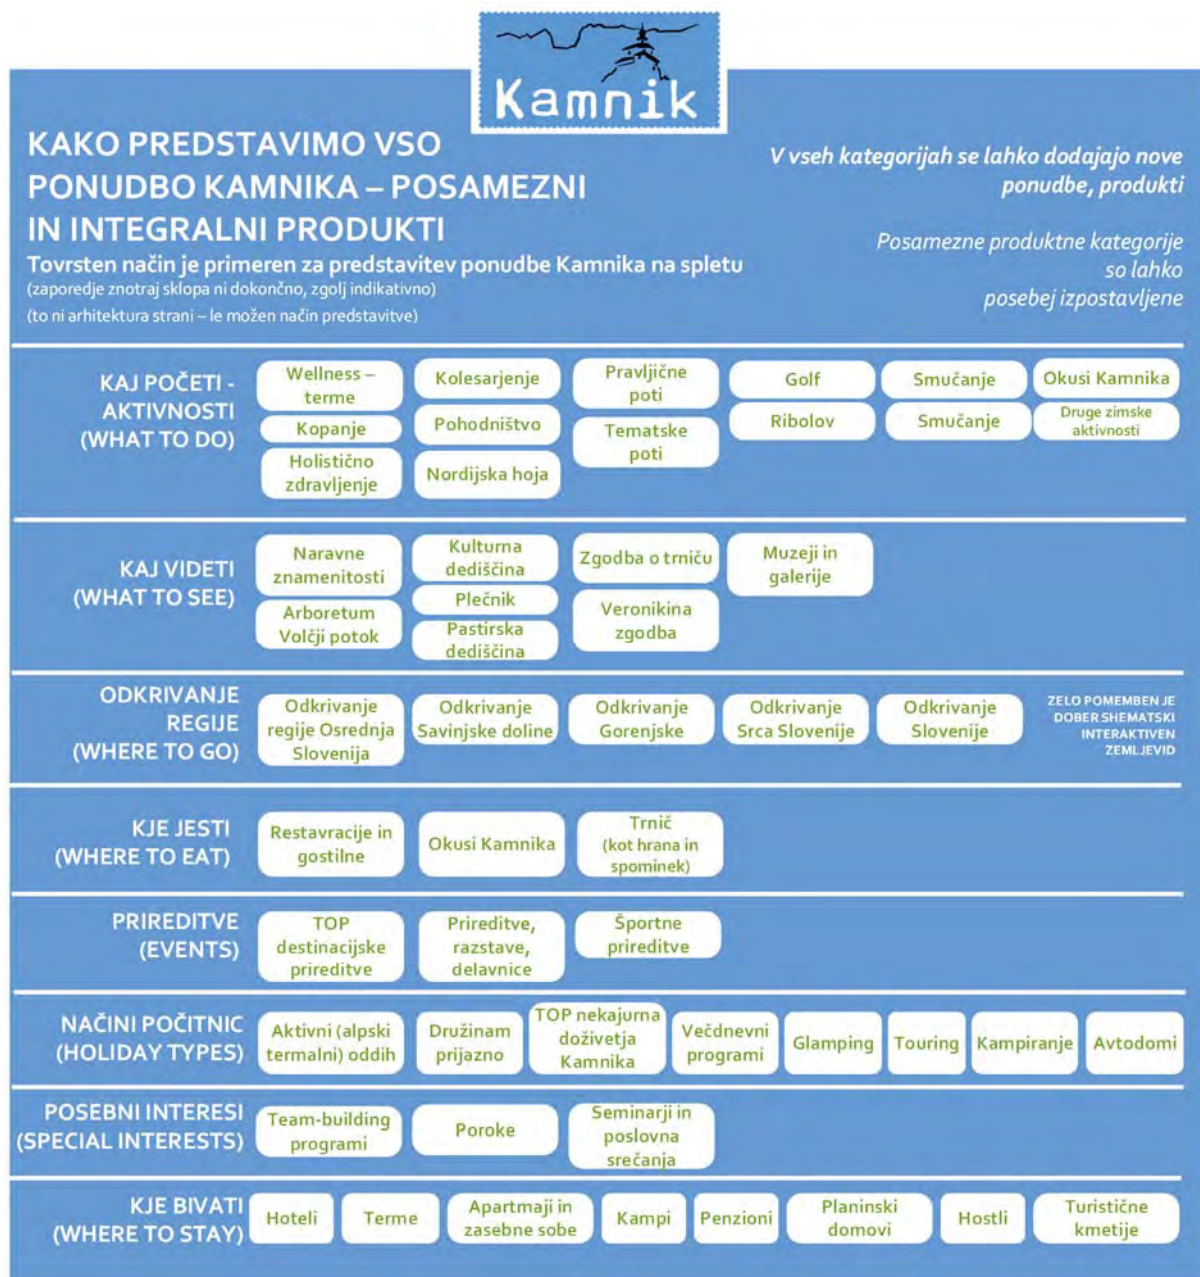 Kamnik
KAKO PREDSTAVIMO VSO
PONUDBO KAMNIKA – POSAMEZNI
IN INTEGRALNI PRODUKTI
Tovrsten način je primeren za predstavitev ponudbe Kamnika na spletu
(zaporedje znotraj sklopa ni dokončno, zgolj indikativno)
(to ni arhitektura strani – le možen način predstavitve)
V vseh kategorijah se lahko dodajajo nove
ponudbe, produkti
Posamezne produktne kategorije
so lahko
posebej izpostavljene
KAJ POČETI -
AKTIVNOSTI
(WHAT TO DO)
Wellness –
terme
Kopanje
Holistično
zdravljenje
Kolesarjenje
Pohodništvo
Nordijska hoja
Pravljične
poti
Tematske
poti
Golf
Ribolov
Smučanje
Smučanje
Okusi Kamnika
Druge zimske
aktivnosti
KAJ VIDETI
(WHAT TO SEE)
Naravne
znamenitosti
Arboretum
Volčji potok
Kulturna
dediščina
Plečnik
Pastirska
dediščina
Zgodba o trniču
Veronikina
zgodba
Muzeji in
galerije
ODKRIVANJE
REGIJE
(WHERE TO GO)
Odkrivanje
regije Osrednja
Slovenija
Odkrivanje
Savinjske doline
Odkrivanje
Gorenjske
Odkrivanje
Srca Slovenije
Odkrivanje
Slovenije
ZELO POMEMBEN JE
DOBER SHEMATSKI
INTERAKTIVEN
ZEMLJEVID
KJE JESTI
(WHERE TO EAT)
Restavracije in
gostilne
Okusi Kamnika
Trnič
(kot hrana in
spominek)
PRIREDITVE
(EVENTS)
TOP
destinacijske
prireditve
Prireditve,
razstave,
delavnice
Športne
prireditve
NAČINI POČITNIC
(HOLIDAY TYPES)
Aktivni (alpski
termalni) oddih
Družinam
prijazno
TOP nekajurna
doživetja
Kamnika
Večdnevni
programi
Glamping
Touring
Kampiranje
Avtodomi
POSEBNI INTERESI
(SPECIAL INTERESTS)
Team-building
programi
Poroke
Seminarji in
poslovna
srečanja
KJE BIVATI
(WHERE TO STAY)
Hoteli
Terme
Apartmaji in
zasebne sobe
Kampi
Penzioni
Planinski
domovi
Hostli
Turistične
kmetije